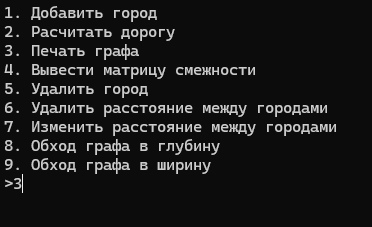 1. Добавить город
2. Расчитать дорогу
3. Печать графа
4. Вывести матрицу смежности
5. Удалить город
6. Удалить расстояние между городами
7. Изменить расстояние между городами
8. Обход графа в глубину
9. Обход графа в ширину
>3